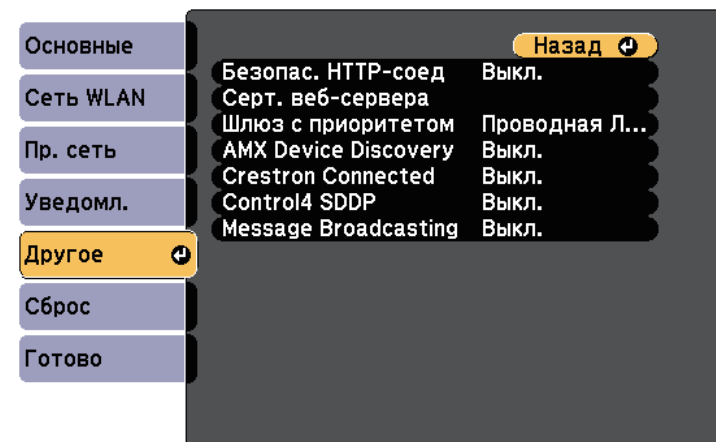 Основные
Сеть WLAN
Пр. сеть
Уведомл.
Другое
Сброс
Готово
Назад
Безопас. HTTP-соед Выкл.
Серт. веб-сервера
Шлюз с приоритетом Проводная Л...
AMX Device Discovery Выкл.
Crestron Connected Выкл.
Control4 SDDP Выкл.
Message Broadcasting Выкл.